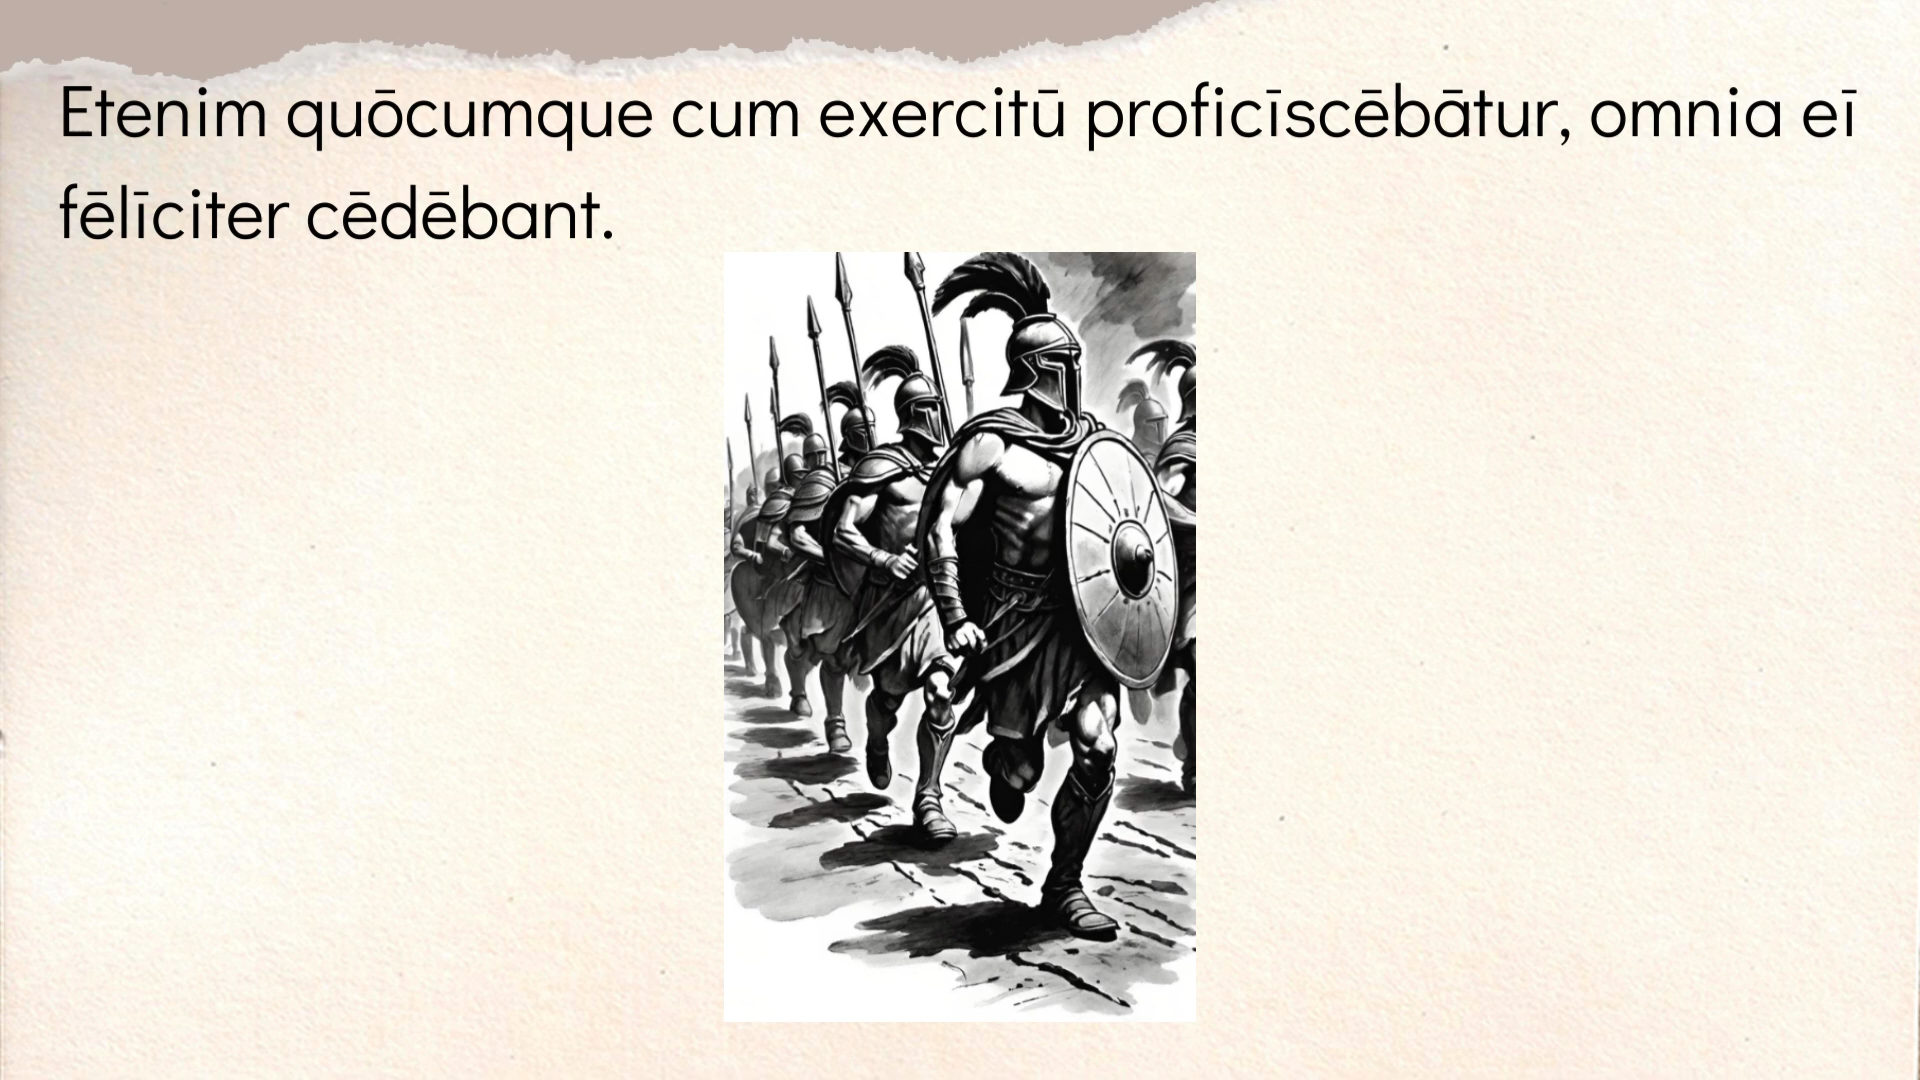 Etenim quōcumque cum exercitū proficīscēbātur, omnia eī
fēlīciter cēdēbant.